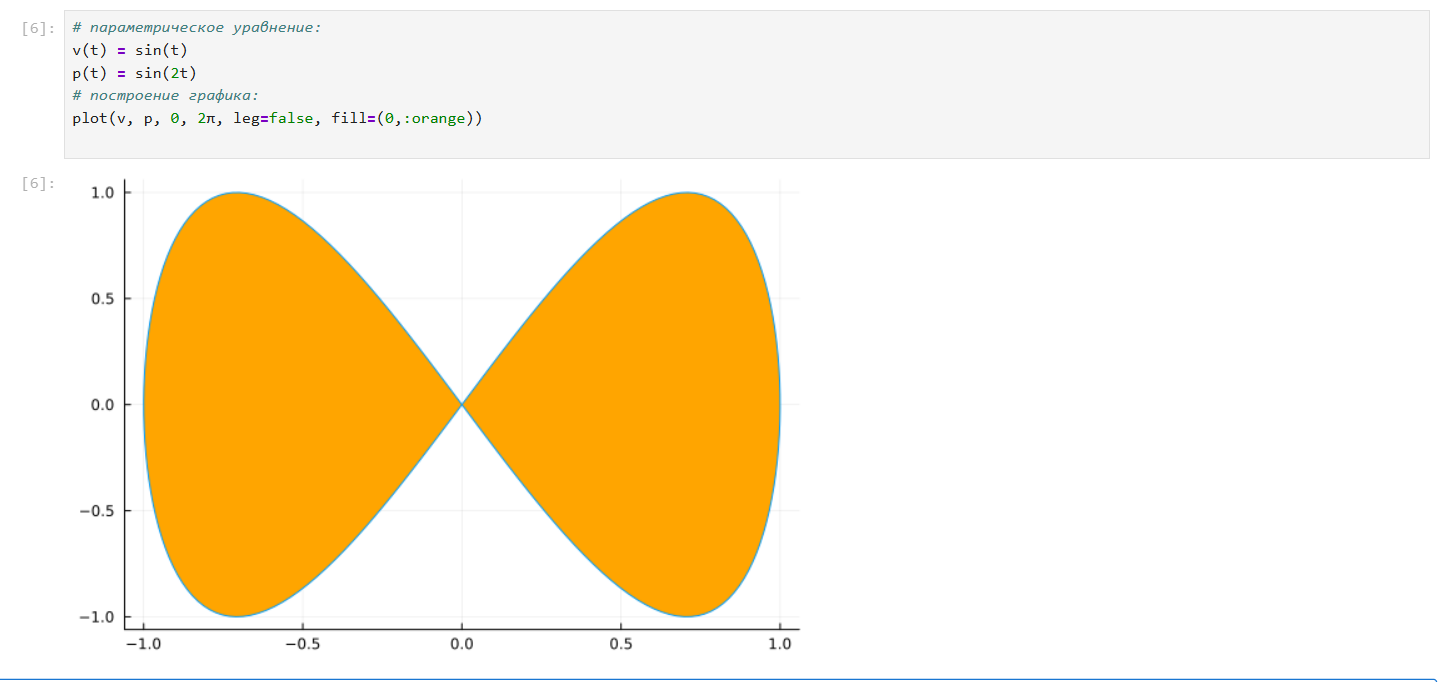 [6]:
# параметрическое уравнение:
v(t) = sin(t)
p(t) = sin(2t)
# построение графика:
plot(v, p, 0, 2π, leg=false, fill=(0,:orange))
[6]:
1.0
0.5
0.0
−0.5
−1.0
−1.0 −0.5 0.0 0.5 1.0